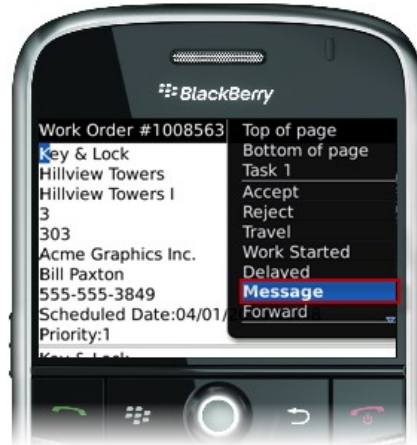 BlackBerry
Work Order #1008563
Key & Lock
Hillview Towers
Hillview Towers I
3
303
Acme Graphics Inc.
Bill Paxton
555-555-3849
Scheduled Date:04/01/
Priority:1
Key & Lock
Top of page
Bottom of page
Task 1
Accept
Reject
Travel
Work Started
Delayed
Message
Forward